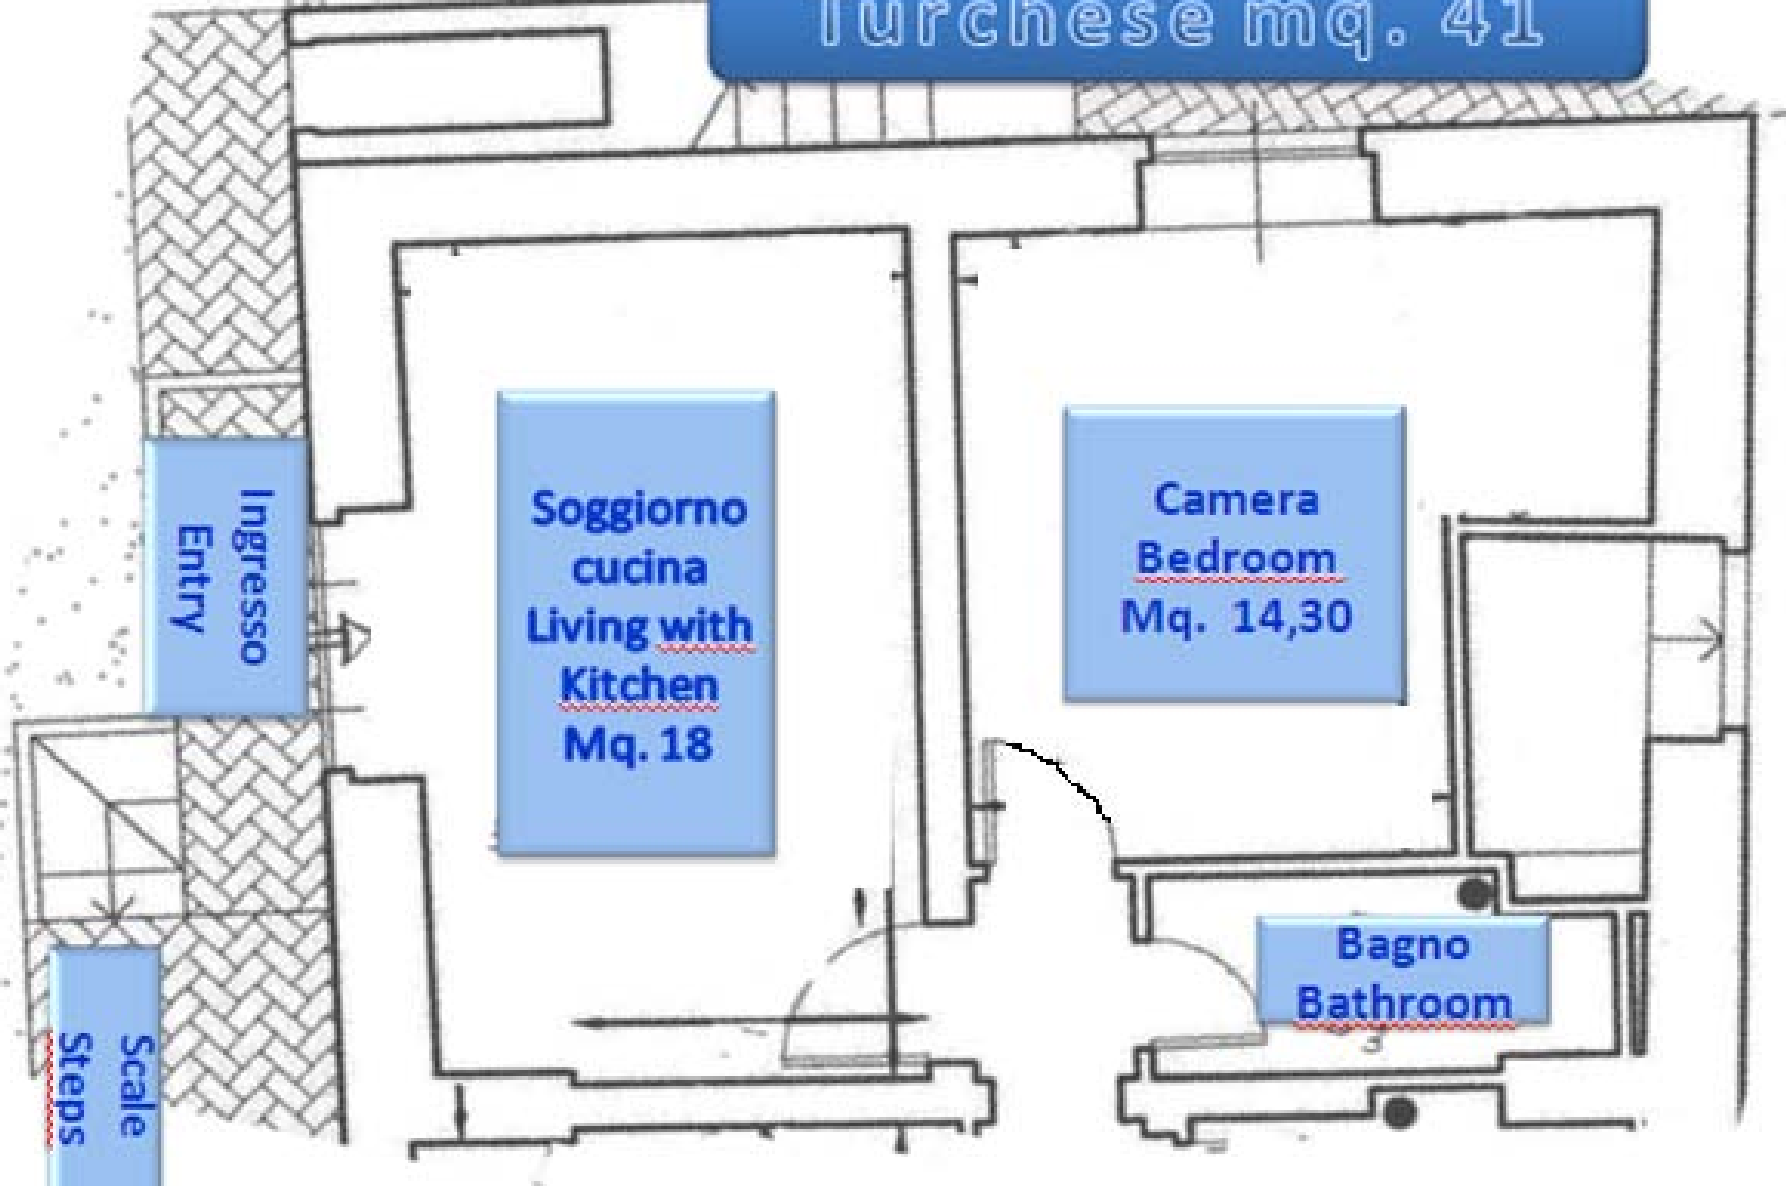 Turchese mq. 41
Ingresso
Entry
Soggiorno
cucina
Living with
Kitchen
Mq. 18
Camera
Bedroom
Mq. 14,30
Bagno
Bathroom
Scale
Steps